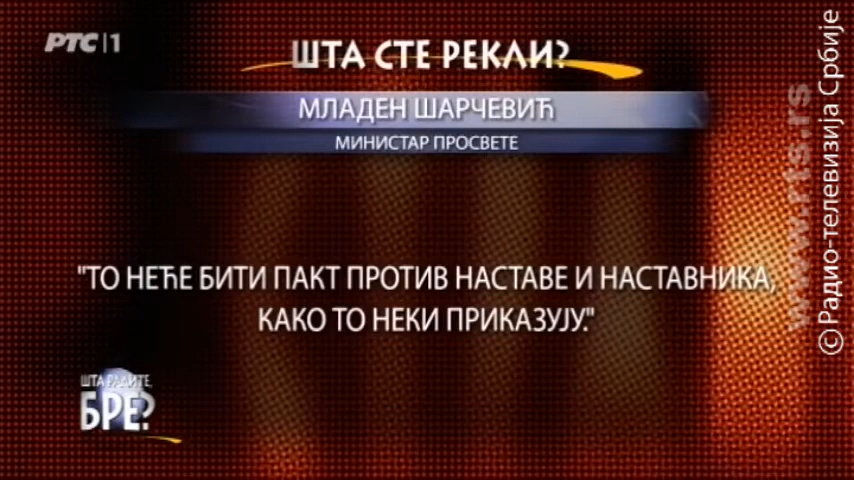 РТС|1
ШТА СТЕ РЕКЛИ?
МЛАДЕН ШАРЧЕВИЋ
МИНИСТАР ПРОСВЕТЕ
"ТО НЕЋЕ БИТИ ПАКТ ПРОТИВ НАСТАВЕ И НАСТАВНИКА,
КАКО ТО НЕКИ ПРИКАЗУЈУ."
ШТА РАДИТЕ,
БРЕ?
www.rts.rs
© Радио-телевизија Србије